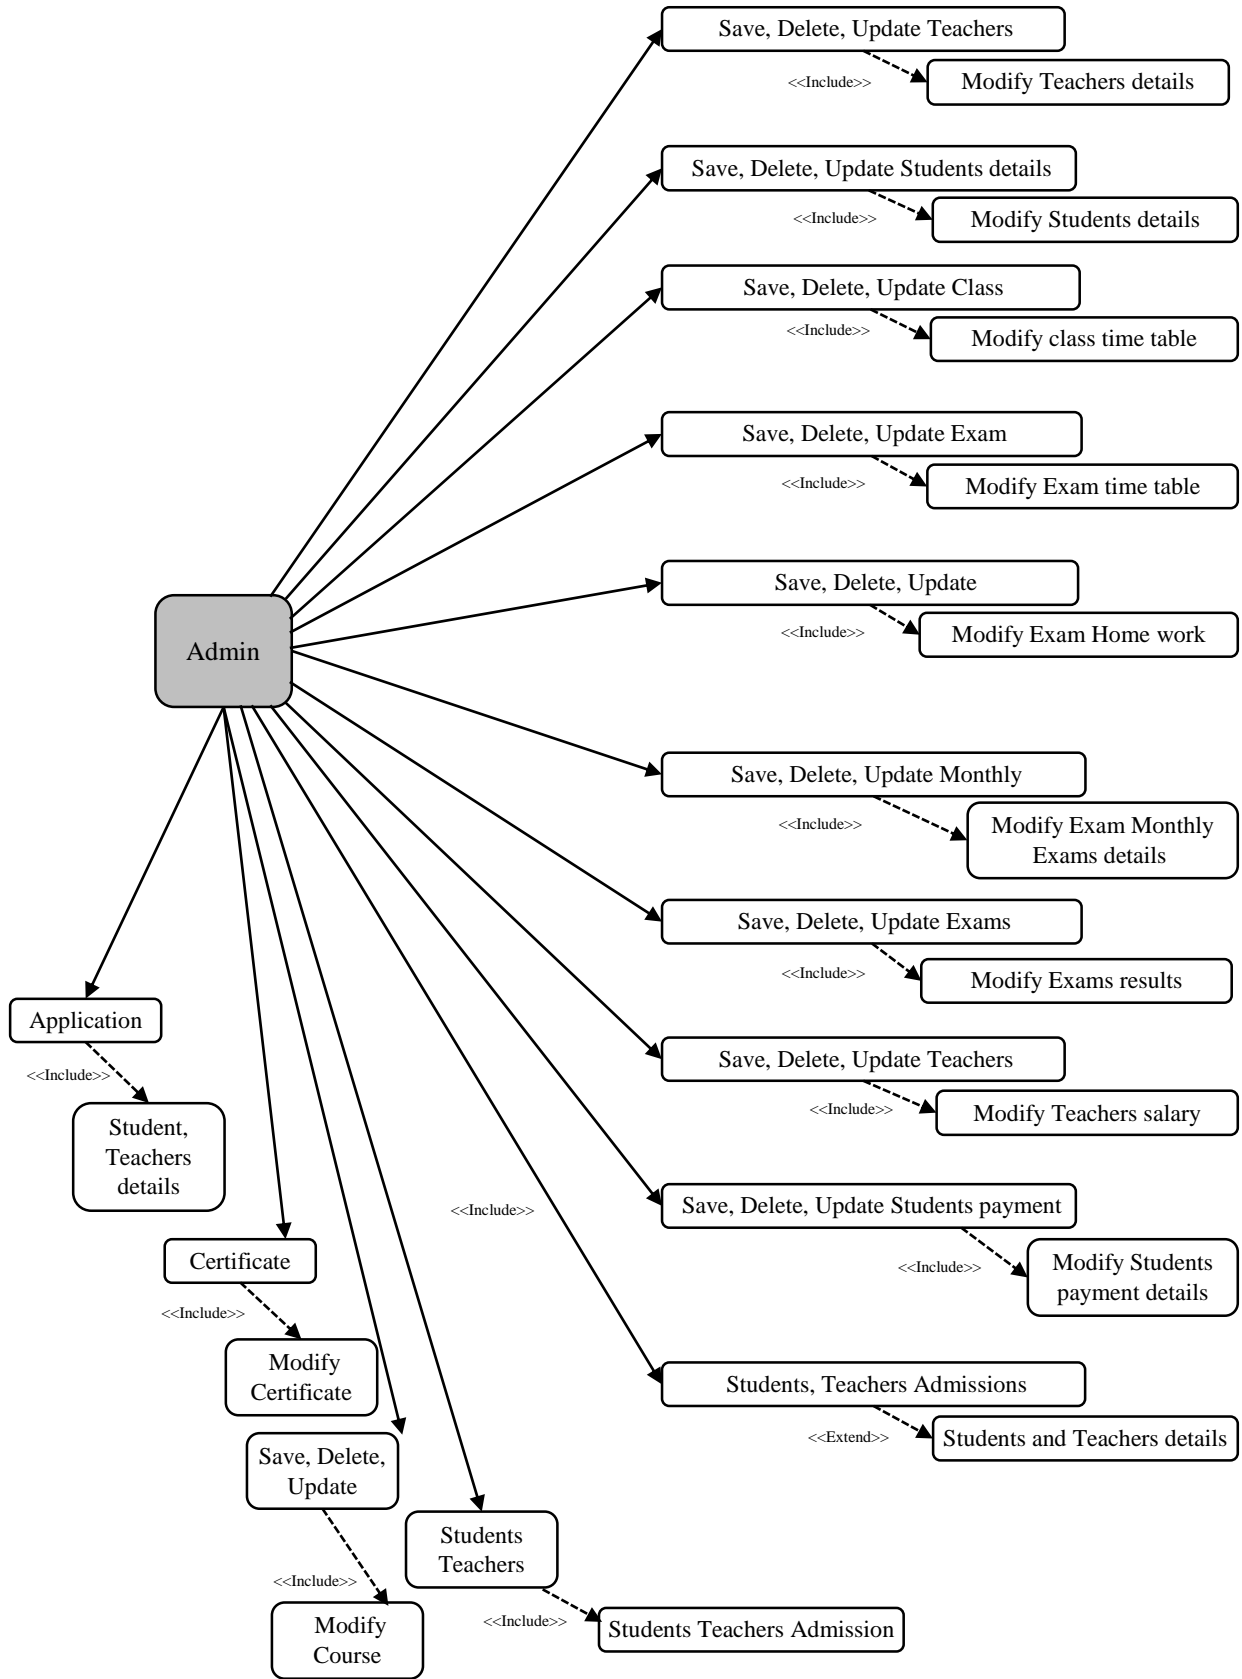 Save, Delete, Update Teachers
<<Include>>
Modify Teachers details
Save, Delete, Update Students details
<<Include>>
Modify Students details
Save, Delete, Update Class
<<Include>>
Modify class time table
Save, Delete, Update Exam
<<Include>>
Modify Exam time table
Save, Delete, Update
<<Include>>
Modify Exam Home work
Admin
Save, Delete, Update Monthly
<<Include>>
Modify Exam Monthly
Exams details
Save, Delete, Update Exams
<<Include>>
Modify Exams results
Application
<<Include>>
Student,
Teachers
details
Save, Delete, Update Teachers
<<Include>>
Modify Teachers salary
<<Include>>
Save, Delete, Update Students payment
<<Include>>
Modify Students
payment details
Certificate
<<Include>>
Modify
Certificate
Students, Teachers Admissions
<<Extend>>
Students and Teachers details
Save, Delete,
Update
<<Include>>
Modify
Course
Students
Teachers
<<Include>>
Students Teachers Admission